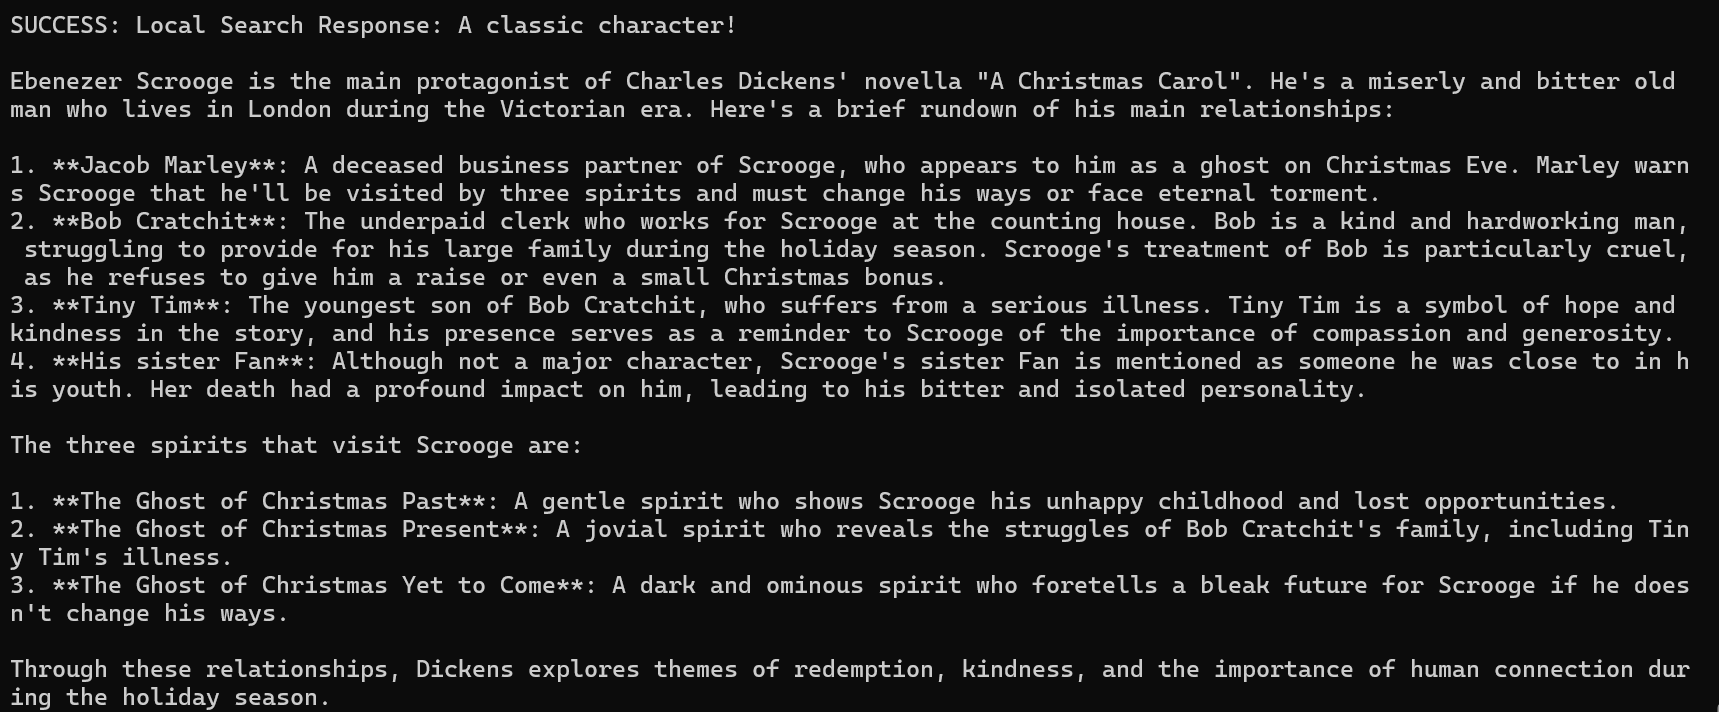 SUCCESS: Local Search Response: A classic character!
Ebenezer Scrooge is the main protagonist of Charles Dickens' novella "A Christmas Carol". He's a miserly and bitter old
man who lives in London during the Victorian era. Here's a brief rundown of his main relationships:
1. **Jacob Marley**: A deceased business partner of Scrooge, who appears to him as a ghost on Christmas Eve. Marley warn
s Scrooge that he'll be visited by three spirits and must change his ways or face eternal torment.
2. **Bob Cratchit**: The underpaid clerk who works for Scrooge at the counting house. Bob is a kind and hardworking man,
 struggling to provide for his large family during the holiday season. Scrooge's treatment of Bob is particularly cruel,
 as he refuses to give him a raise or even a small Christmas bonus.
3. **Tiny Tim**: The youngest son of Bob Cratchit, who suffers from a serious illness. Tiny Tim is a symbol of hope and
kindness in the story, and his presence serves as a reminder to Scrooge of the importance of compassion and generosity.
4. **His sister Fan**: Although not a major character, Scrooge's sister Fan is mentioned as someone he was close to in h
is youth. Her death had a profound impact on him, leading to his bitter and isolated personality.
The three spirits that visit Scrooge are:
1. **The Ghost of Christmas Past**: A gentle spirit who shows Scrooge his unhappy childhood and lost opportunities.
2. **The Ghost of Christmas Present**: A jovial spirit who reveals the struggles of Bob Cratchit's family, including Tin
y Tim's illness.
3. **The Ghost of Christmas Yet to Come**: A dark and ominous spirit who foretells a bleak future for Scrooge if he does
n't change his ways.
Through these relationships, Dickens explores themes of redemption, kindness, and the importance of human connection dur
ing the holiday season.